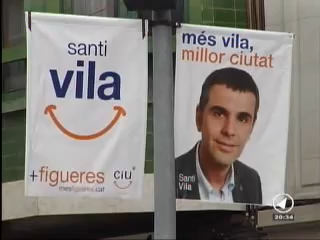 santi
vila
+figueres
ciu
mesfigueres.cat
més vila,
millor ciutat
Santi
Vila
20:34